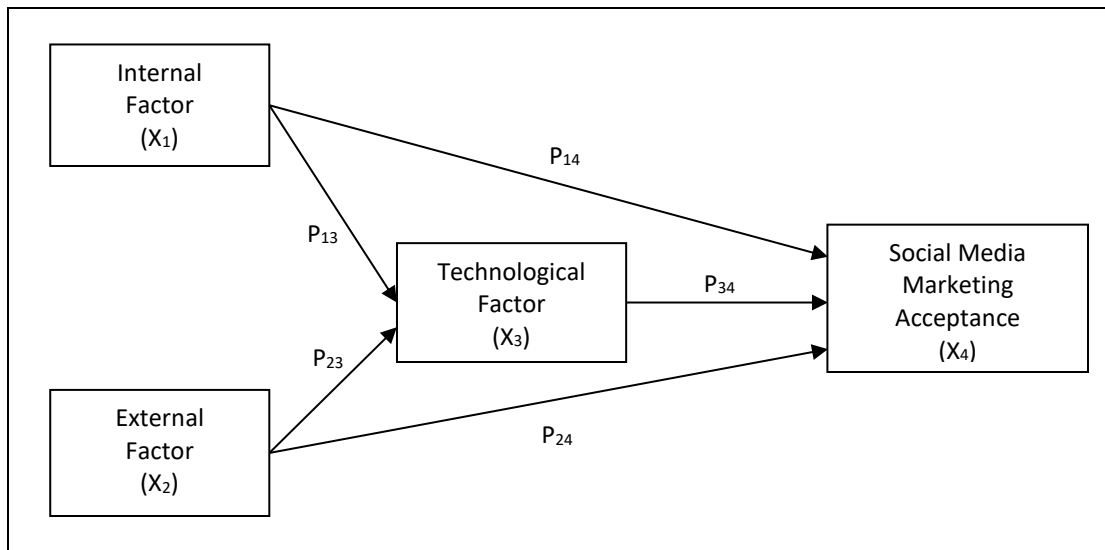 Internal
Factor
(X₁)
P₁₄
P₁₃
Technological
Factor
(X₃)
P₃₄
Social Media
Marketing
Acceptance
(X₄)
P₂₃
External
Factor
(X₂)
P₂₄